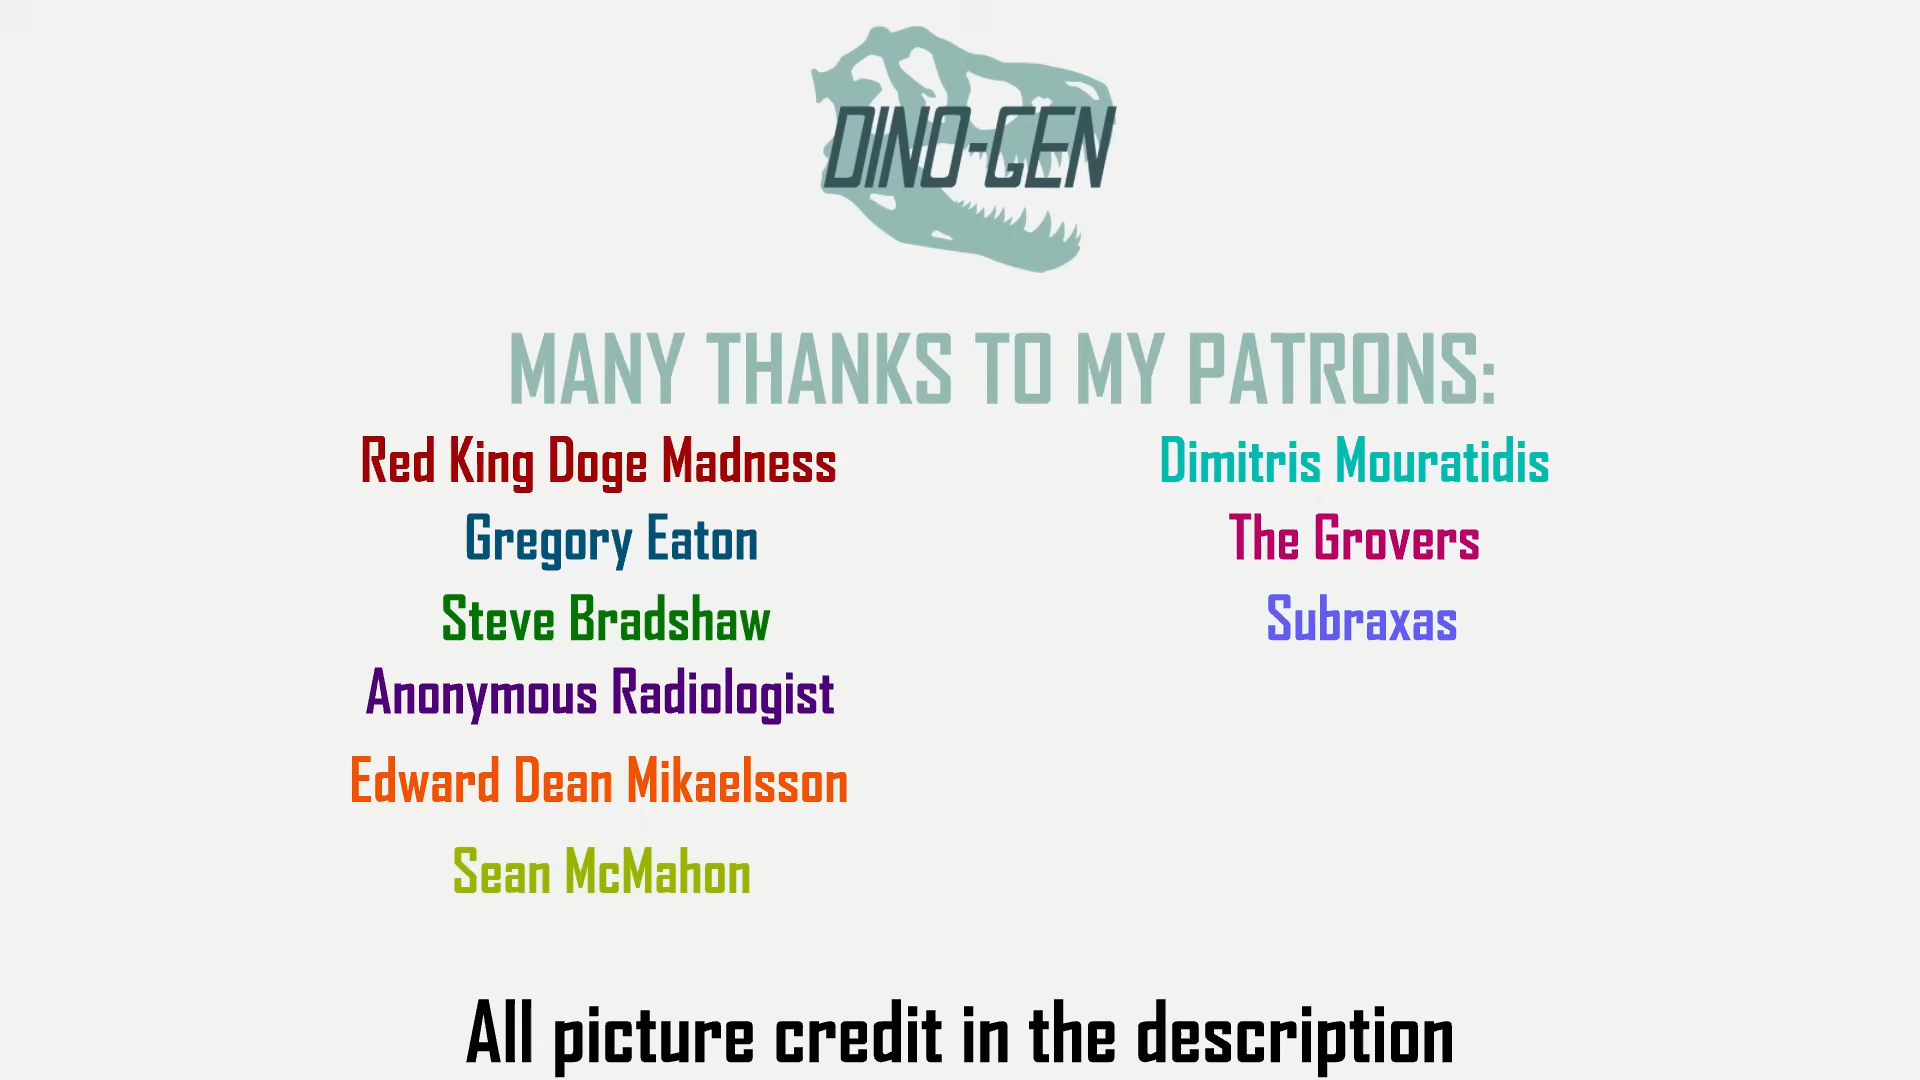 DINO-GEN
MANY THANKS TO MY PATRONS:
Red King Doge Madness
Gregory Eaton
Steve Bradshaw
Anonymous Radiologist
Edward Dean Mikaelsson
Sean McMahon
Dimitris Mouratidis
The Grovers
Subraxas
All picture credit in the description